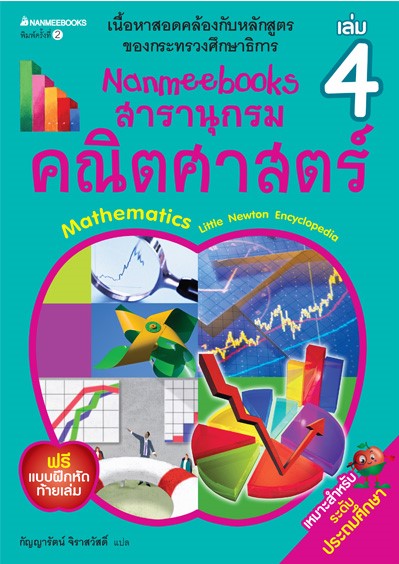 NANMEEBOOKS
พิมพ์ครั้งที่ 2
เนื้อหาสอดคล้องกับหลักสูตร
ของกระทรวงศึกษาธิการ
เล่ม
4
Nanmeebooks
สารานุกรม
คณิตศาสตร์
Mathematics Little Newton Encyclopedia
ฟรี
แบบฝึกหัด
ท้ายเล่ม
เหมาะสำหรับ
ระดับ
ประถมศึกษา
กัญญารัตน์ จิราสวัสดิ์ แปล